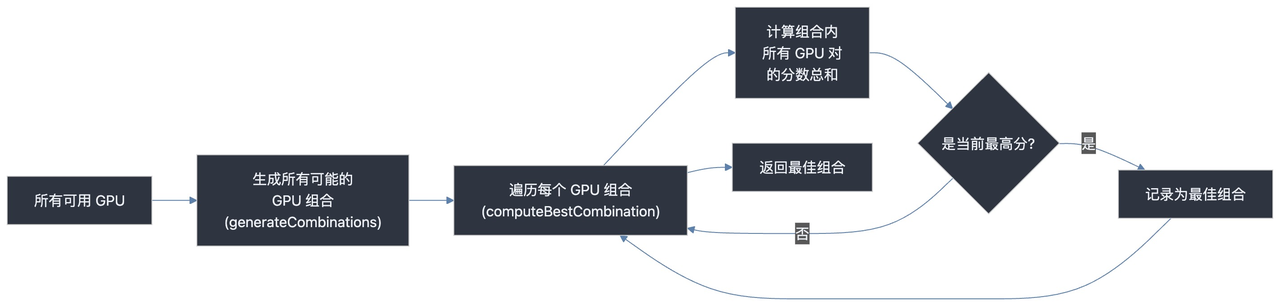 所有可用 GPU
生成所有可能的
GPU 组合
(generateCombinations)
遍历每个 GPU 组合
(computeBestCombination)
计算组合内
所有 GPU 对
的分数总和
返回最佳组合
是当前最高分?
是
否
记录为最佳组合